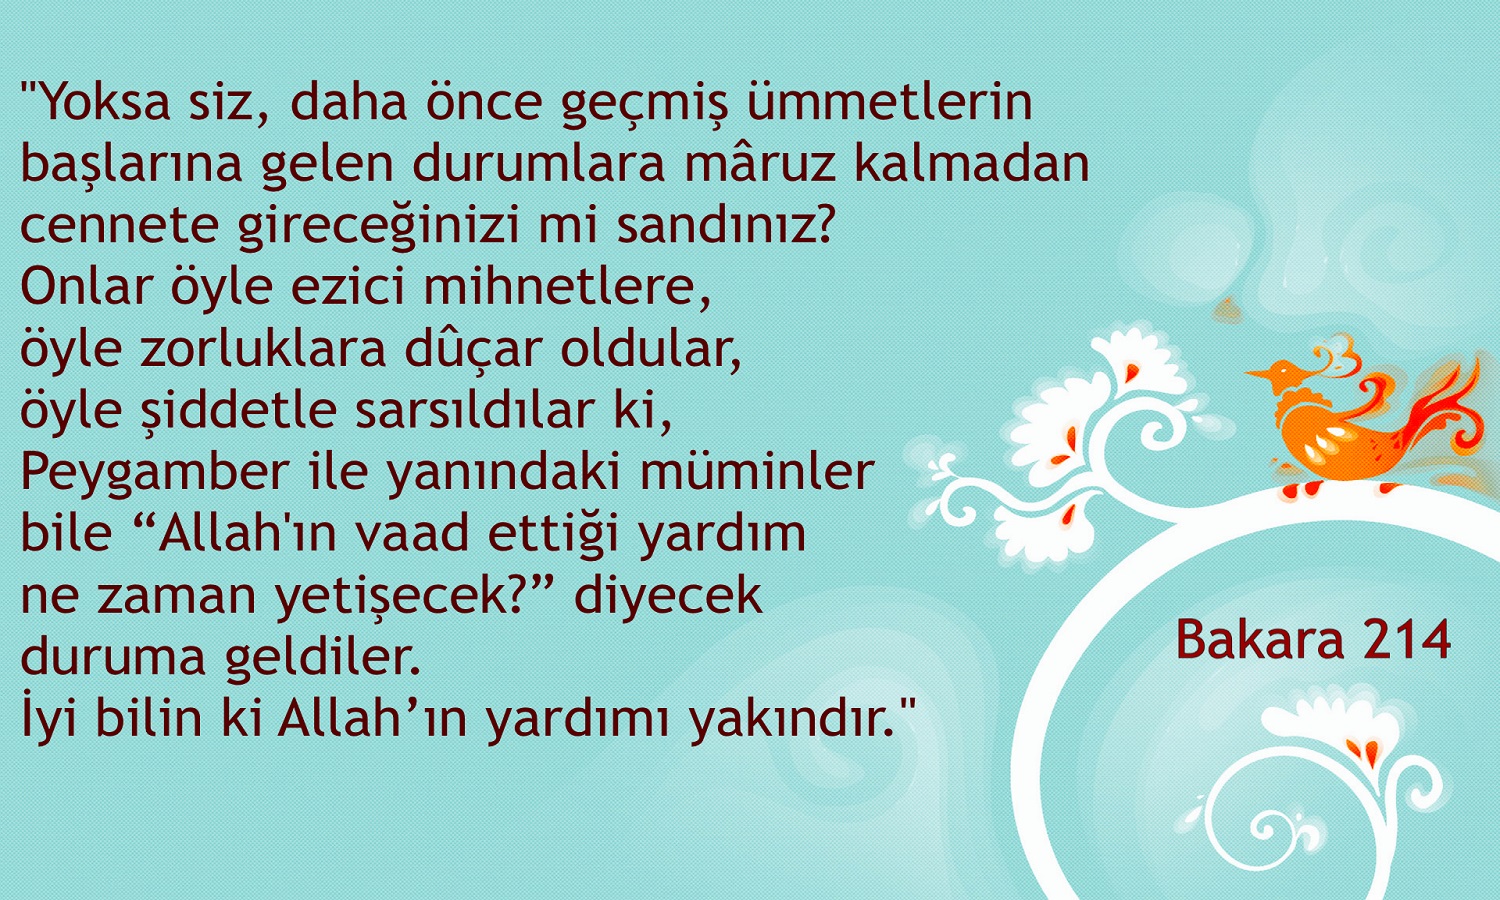 "Yoksa siz, daha önce geçmiş ümmetlerin
başlarına gelen durumlara mâruz kalmadan
cennete gireceğinizi mi sandınız?
Onlar öyle ezici mihnetlere,
öyle zorluklara dûçar oldular,
öyle şiddetle sarsıldılar ki,
Peygamber ile yanındaki müminler
bile “Allah'ın vaad ettiği yardım
ne zaman yetişecek?” diyecek
duruma geldiler.
İyi bilin ki Allah’ın yardımı yakındır."
Bakara 214